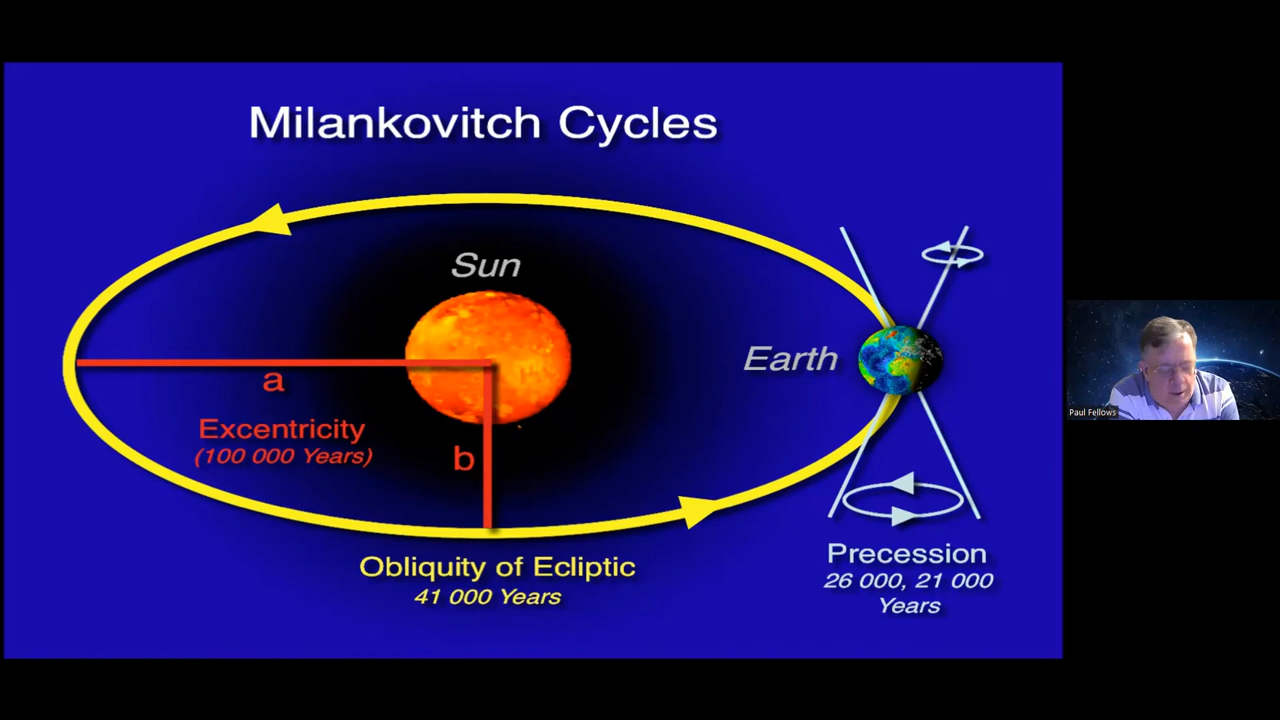 Milankovitch Cycles
Sun
Earth
a
Excentricity
(100 000 Years)
b
Obliquity of Ecliptic
41 000 Years
Precession
26 000, 21 000
Years
Paul Fellows